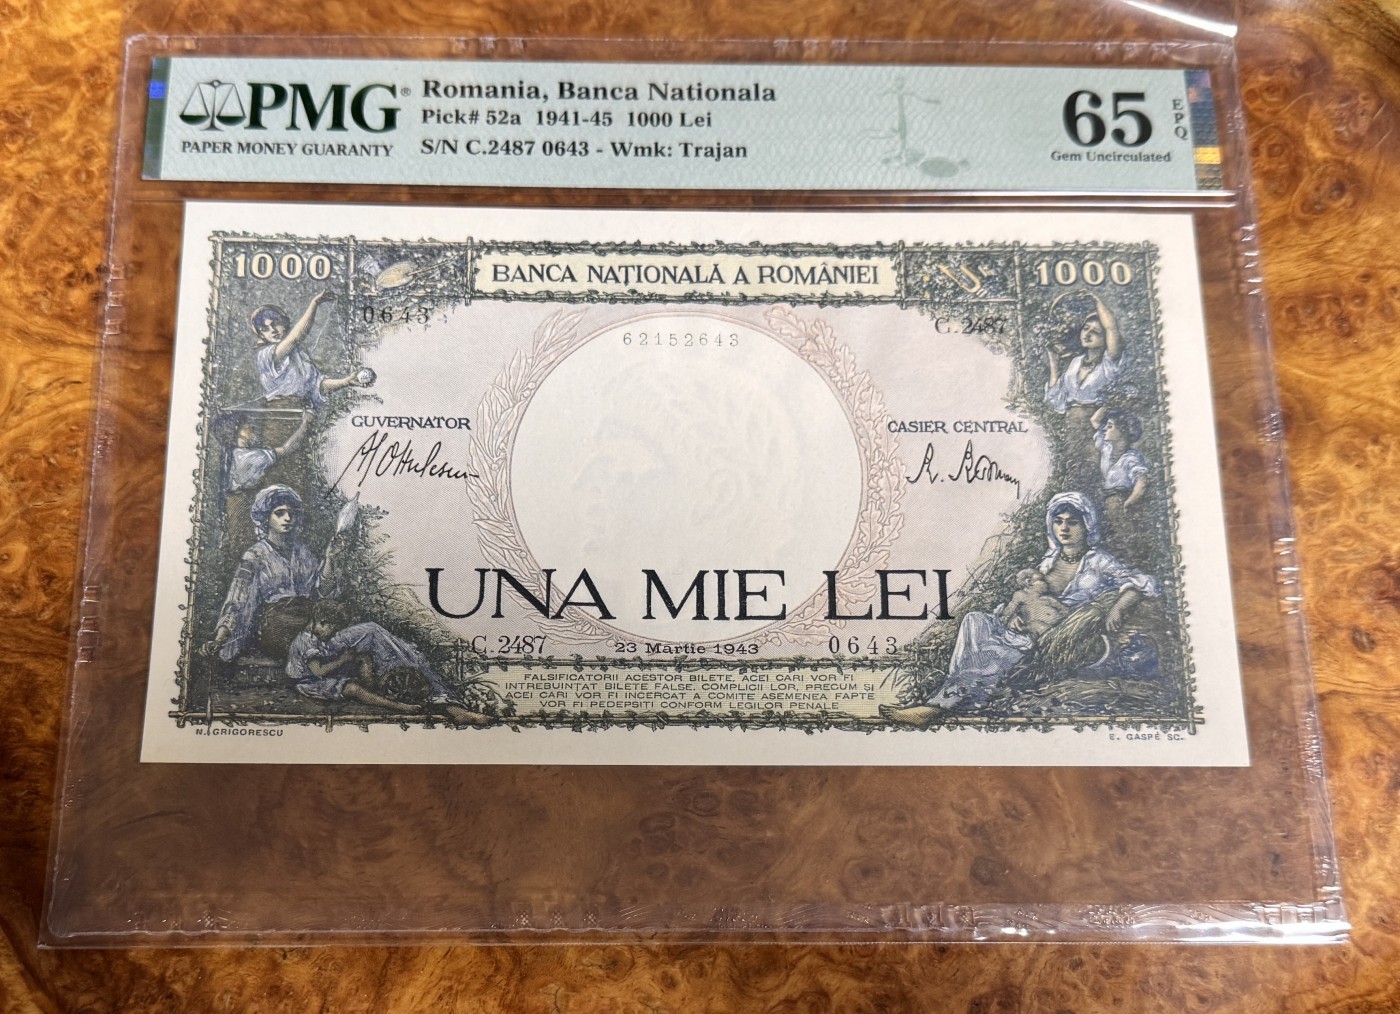 PMG®
PAPER MONEY GUARANTY
Romania, Banca Nationala
Pick# 52a 1941-45 1000 Lei
S/N C.2487 0643 - Wmk: Trajan
65
EPQ
Gem Uncirculated
1000
BANCA NAȚIONALĂ A ROMÂNIEI
1000
0643
C.2487
62152643
GUVERNATOR
CASIER CENTRAL
UNA MIE LEI
C.2487
23 Martie 1943
0643
FALSIFICATORII ACESTOR BILETE, ACEI CARI VOR FI
INTREBUINȚAT BILETE FALSE, COMPLICII LOR, PRECUM ȘI
ACEI CARI VOR FI INCERCAT A COMITE ASEMENEA FAPTE
VOR FI PEDEPSIȚI CONFORM LEGILOR PENALE
N. GRIGORESCU
E. GASPÉ SC.